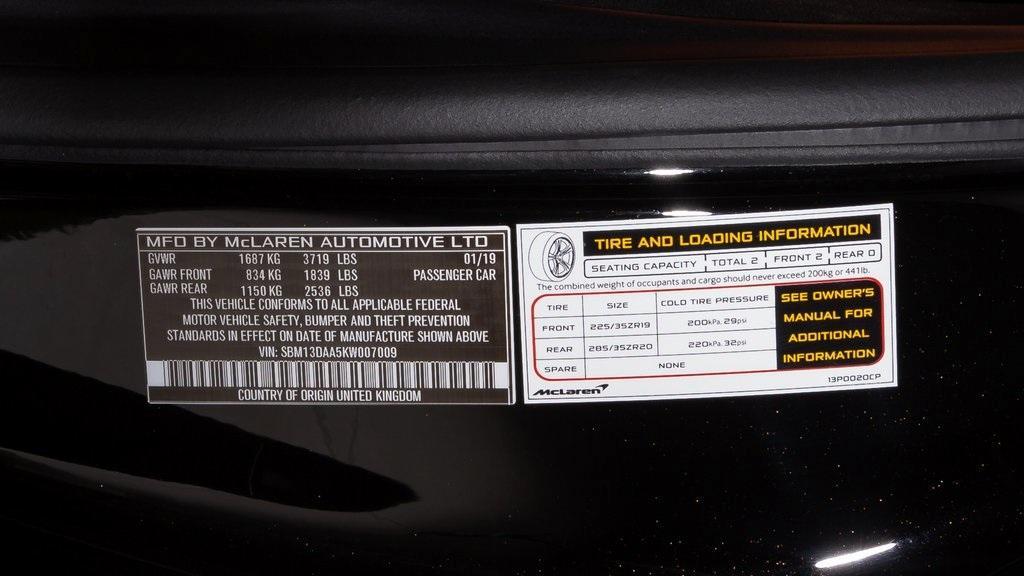 MFD BY McLAREN AUTOMOTIVE LTD
GVWR 1687 KG 3719 LBS 01/19
GAWR FRONT 834 KG 1839 LBS PASSENGER CAR
GAWR REAR 1150 KG 2536 LBS
THIS VEHICLE CONFORMS TO ALL APPLICABLE FEDERAL
MOTOR VEHICLE SAFETY, BUMPER AND THEFT PREVENTION
STANDARDS IN EFFECT ON DATE OF MANUFACTURE SHOWN ABOVE
VIN: SBM13DAA5KW007009
COUNTRY OF ORIGIN UNITED KINGDOM
TIRE AND LOADING INFORMATION
SEATING CAPACITY TOTAL 2 FRONT 2 REAR 0
The combined weight of occupants and cargo should never exceed 200kg or 441lb.
TIRE SIZE COLD TIRE PRESSURE
FRONT 225/35ZR19 200kPa, 29psi
REAR 285/35ZR20 220kPa, 32psi
SPARE NONE
SEE OWNER'S
MANUAL FOR
ADDITIONAL
INFORMATION
McLaren 13P0020CP